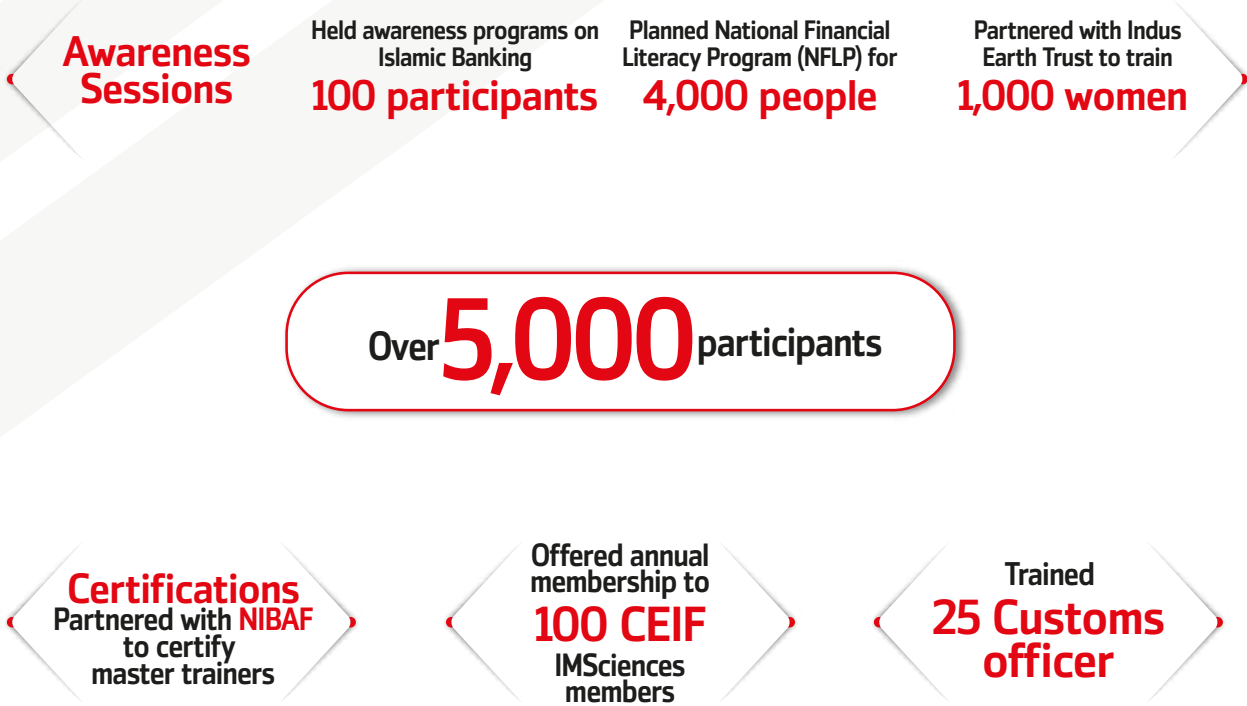 Awareness
Sessions
Held awareness programs on
Islamic Banking
100 participants
Planned National Financial
Literacy Program (NFLP) for
4,000 people
Partnered with Indus
Earth Trust to train
1,000 women
Over 5,000 participants
Certifications
Partnered with NIBAF
to certify
master trainers
Offered annual
membership to
100 CEIF
IMSciences
members
Trained
25 Customs
officer